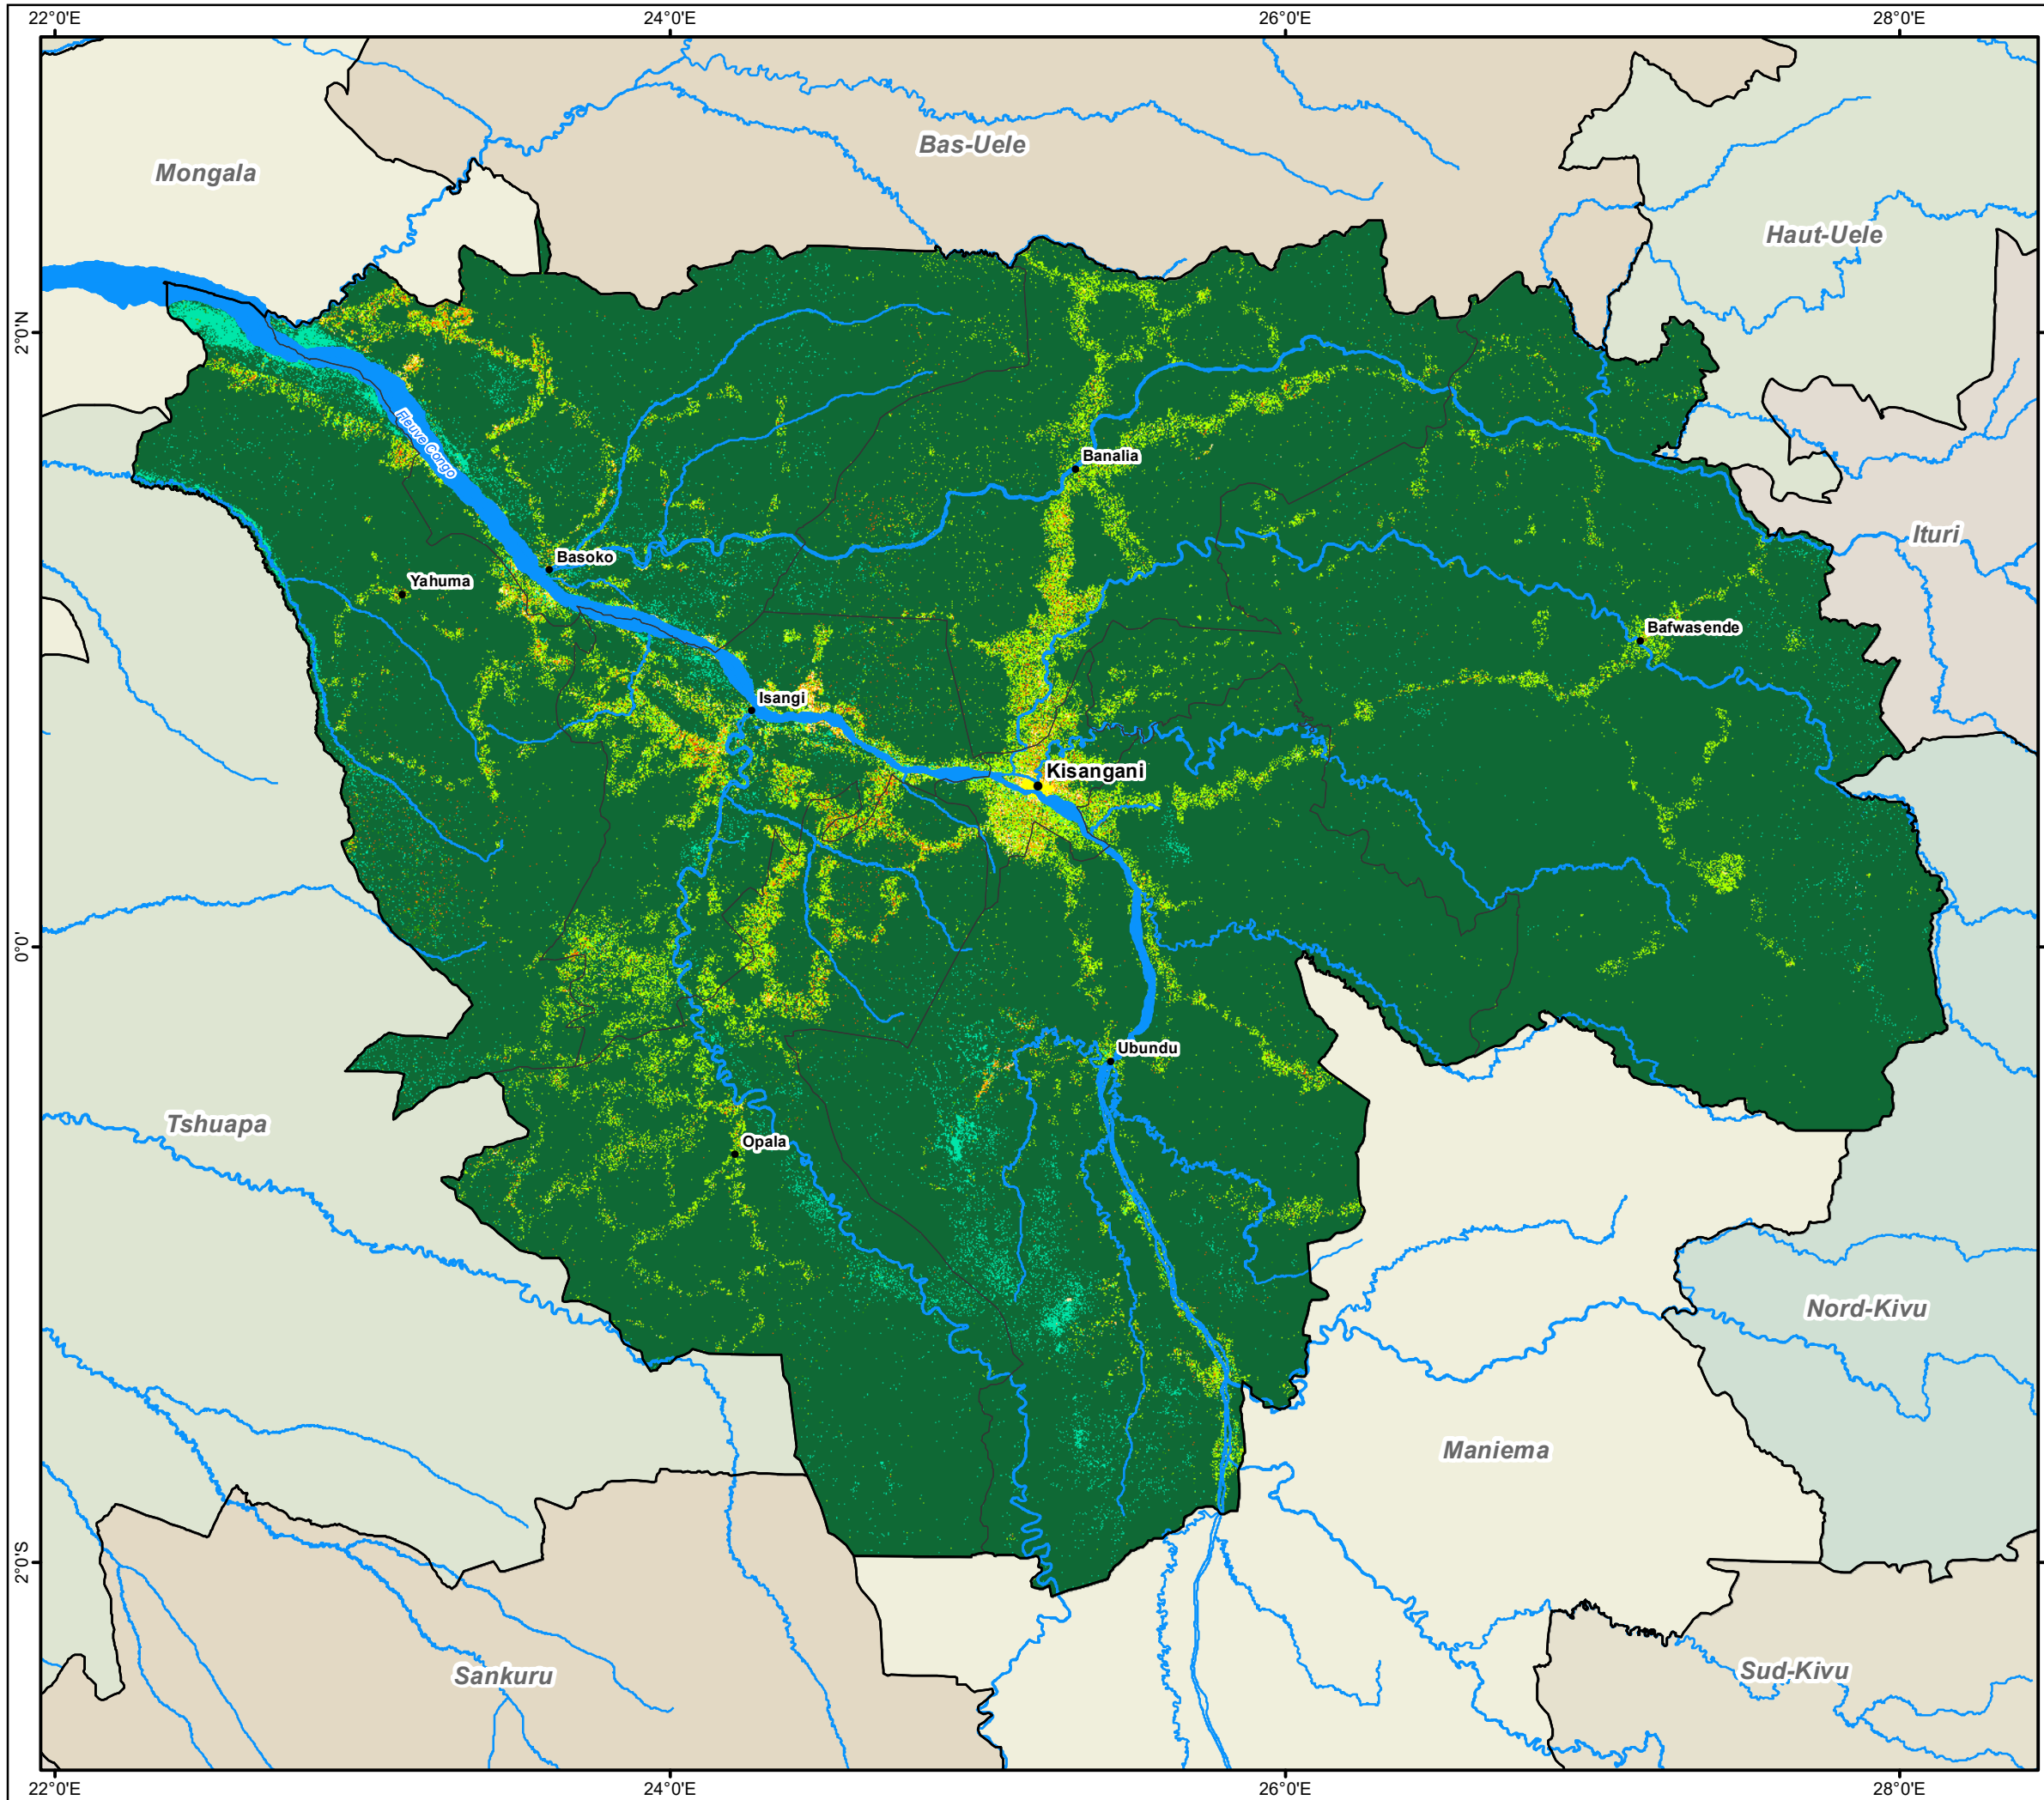 22°0'E 24°0'E 26°0'E 28°0'E
Bas-Uele
Mongala
Haut-Uele
2°0'N
Fleuve Congo
Banalia
Ituri
Basoko
Yahuma
Bafwasende
Isangi
Kisangani
0°0'
Ubundu
Tshuapa
Opala
Nord-Kivu
Maniema
2°0'S
Sankuru
Sud-Kivu
22°0'E 24°0'E 26°0'E 28°0'E